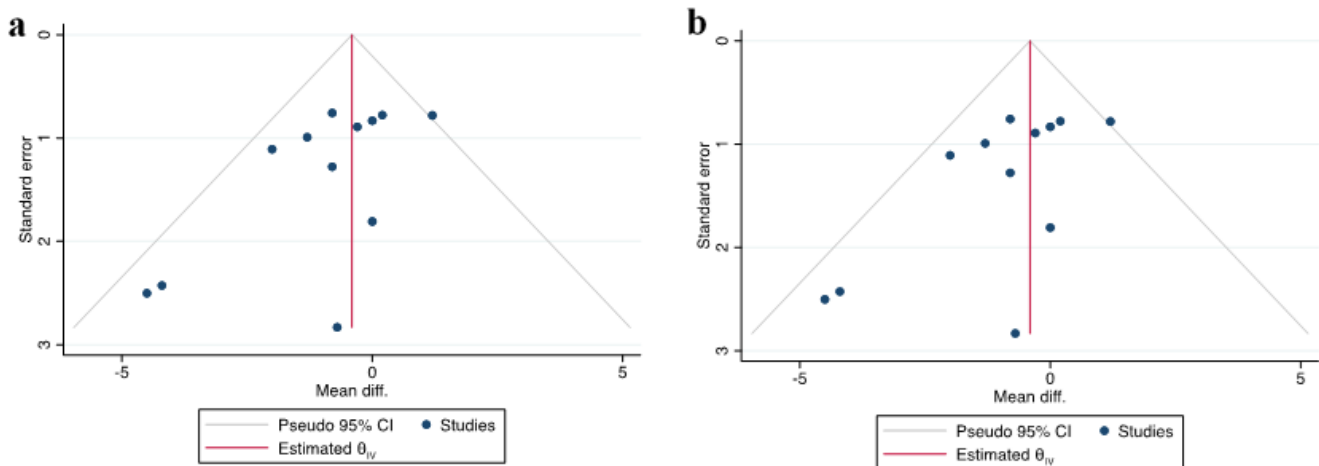 a
0
1
2
3
Standard error
-5
0
5
Mean diff.
Pseudo 95% CI
Studies
Estimated θIV
b
0
1
2
3
Standard error
-5
0
5
Mean diff.
Pseudo 95% CI
Studies
Estimated θIV